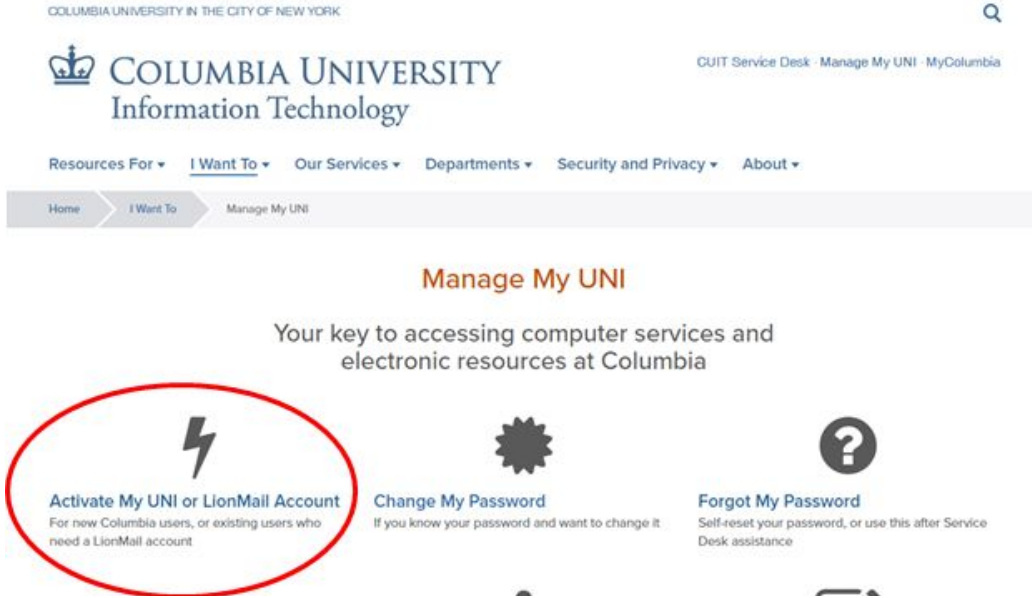 COLUMBIA UNIVERSITY IN THE CITY OF NEW YORK
COLUMBIA UNIVERSITY
Information Technology
CUIT Service Desk · Manage My UNI · MyColumbia
Resources For I Want To Our Services Departments Security and Privacy About
Home I Want To Manage My UNI
Manage My UNI
Your key to accessing computer services and
electronic resources at Columbia
Activate My UNI or LionMail Account
For new Columbia users, or existing users who
need a LionMail account
Change My Password
If you know your password and want to change it
Forgot My Password
Self-reset your password, or use this after Service
Desk assistance